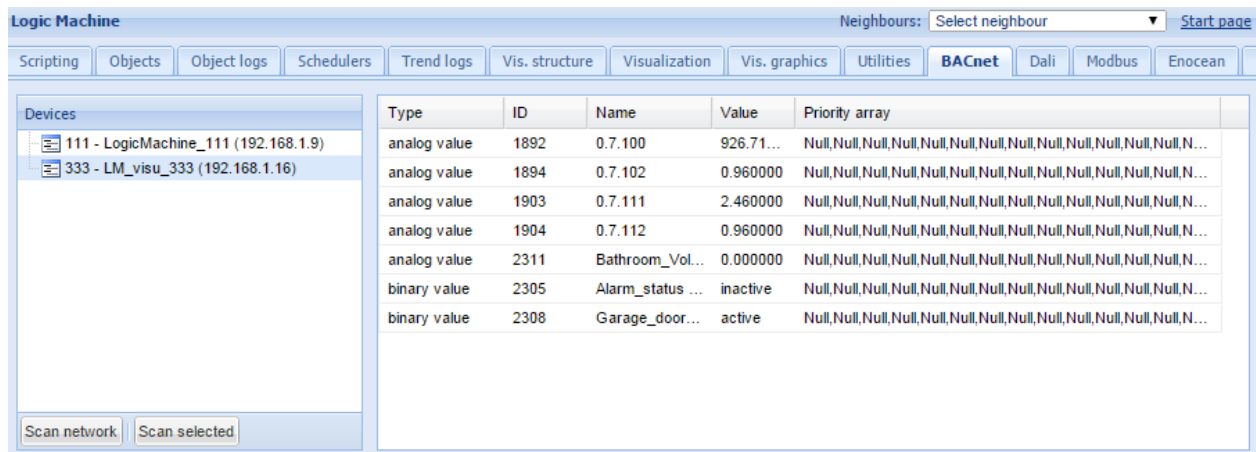 Logic Machine Neighbours: Select neighbour Start page
Scripting Objects Object logs Schedulers Trend logs Vis. structure Visualization Vis. graphics Utilities BACnet Dali Modbus Enocean
Devices
111 - LogicMachine_111 (192.168.1.9)
333 - LM_visu_333 (192.168.1.16)
Scan network Scan selected
Type ID Name Value Priority array
analog value 1892 0.7.100 926.71... Null,Null,Null,Null,Null,Null,Null,Null,Null,Null,Null,Null,Null,N...
analog value 1894 0.7.102 0.960000 Null,Null,Null,Null,Null,Null,Null,Null,Null,Null,Null,Null,Null,N...
analog value 1903 0.7.111 2.460000 Null,Null,Null,Null,Null,Null,Null,Null,Null,Null,Null,Null,Null,N...
analog value 1904 0.7.112 0.960000 Null,Null,Null,Null,Null,Null,Null,Null,Null,Null,Null,Null,Null,N...
analog value 2311 Bathroom_Vol... 0.000000 Null,Null,Null,Null,Null,Null,Null,Null,Null,Null,Null,Null,Null,N...
binary value 2305 Alarm_status ... inactive Null,Null,Null,Null,Null,Null,Null,Null,Null,Null,Null,Null,Null,N...
binary value 2308 Garage_door... active Null,Null,Null,Null,Null,Null,Null,Null,Null,Null,Null,Null,Null,N...